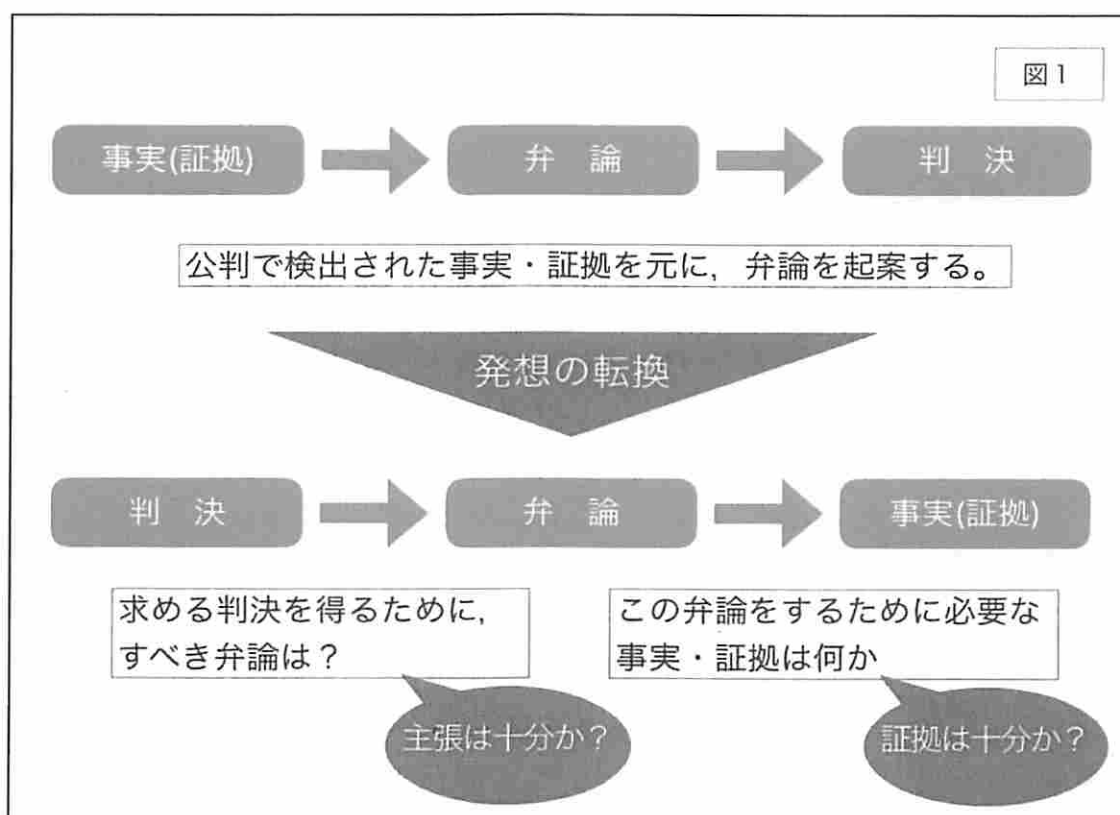 図1
事実(証拠)
弁 論
判 決
公判で検出された事実・証拠を元に，弁論を起案する。
発想の転換
判 決
弁 論
事実(証拠)
求める判決を得るために，
すべき弁論は？
この弁論をするために必要な
事実・証拠は何か
主張は十分か？
証拠は十分か？